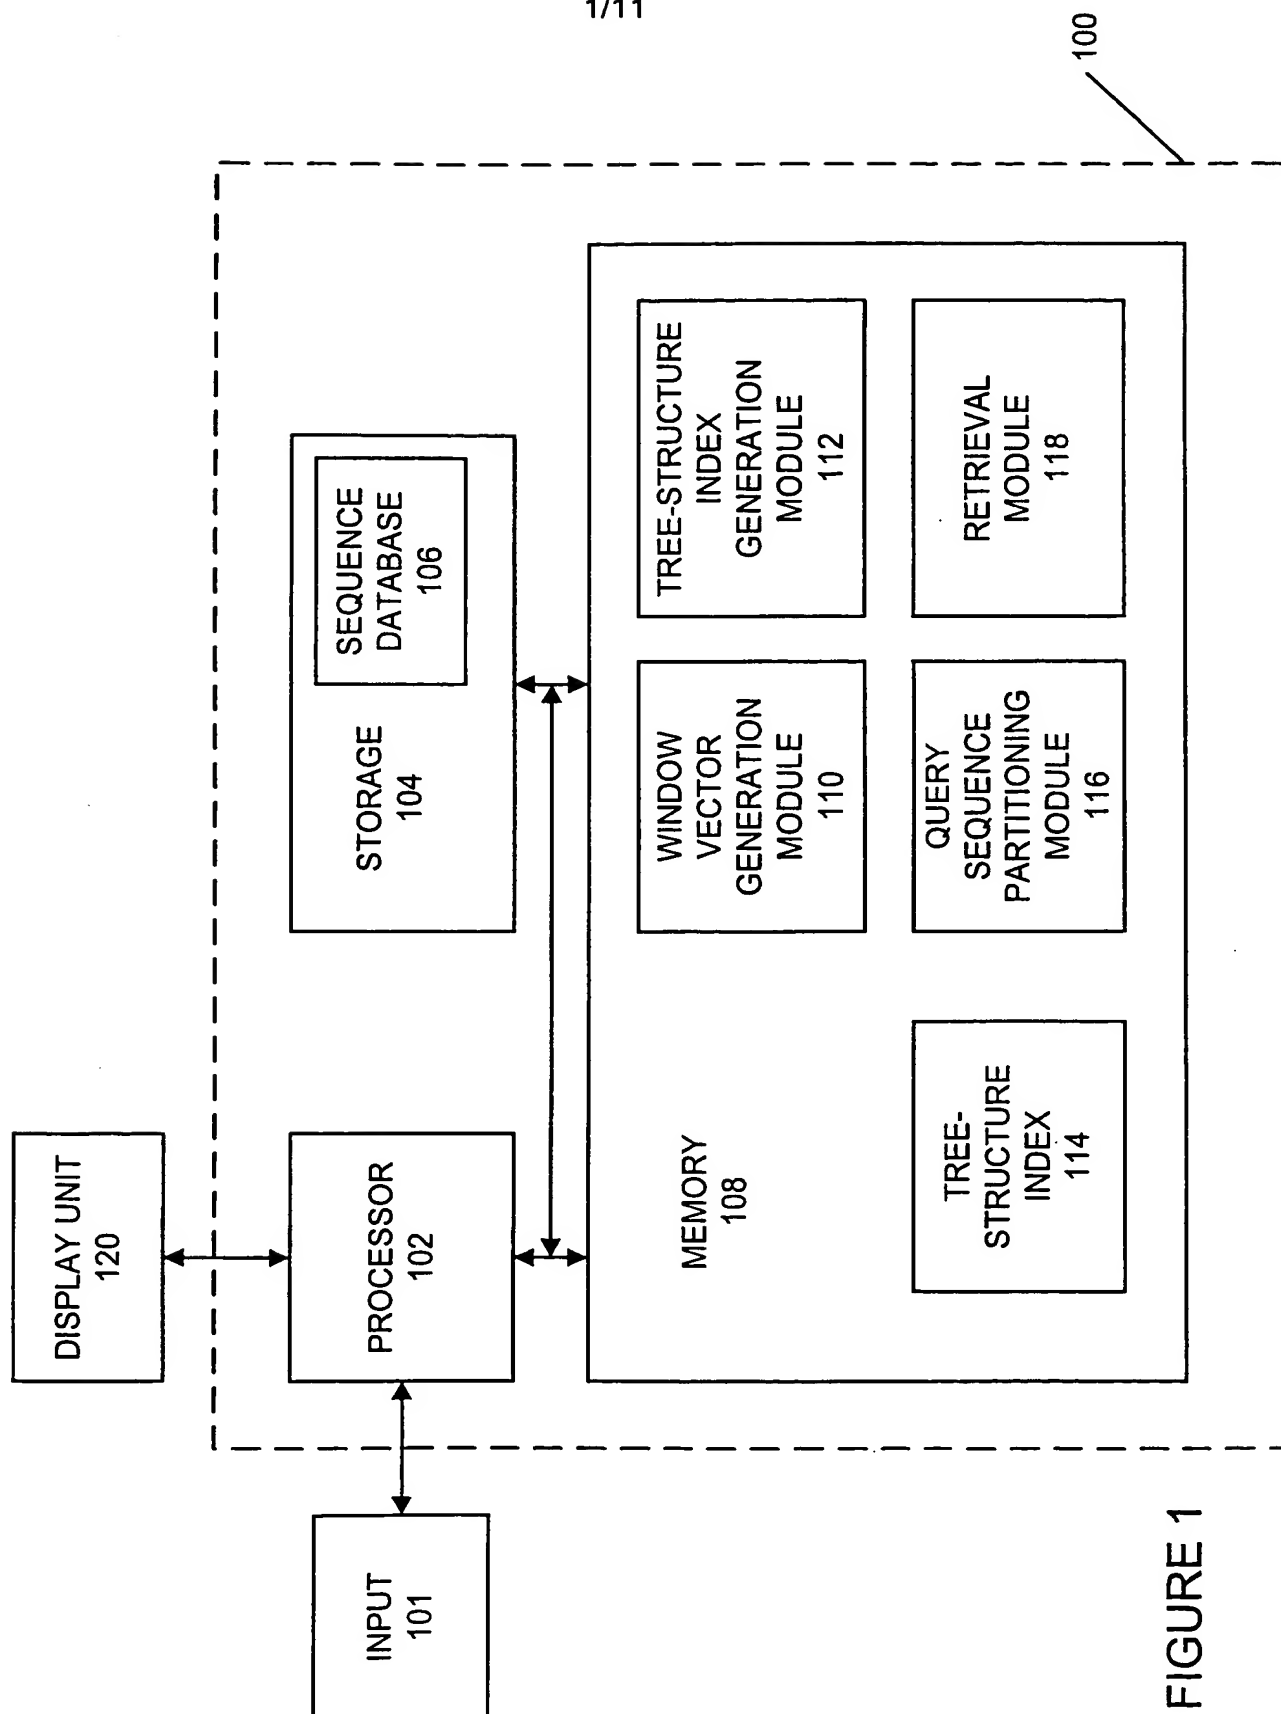 1/11
100
DISPLAY UNIT
120
INPUT
101
PROCESSOR
102
STORAGE
104
SEQUENCE
DATABASE
106
MEMORY
108
WINDOW
VECTOR
GENERATION
MODULE
110
TREE-STRUCTURE
INDEX
GENERATION
MODULE
112
TREE-
STRUCTURE
INDEX
114
QUERY
SEQUENCE
PARTITIONING
MODULE
116
RETRIEVAL
MODULE
118
FIGURE 1